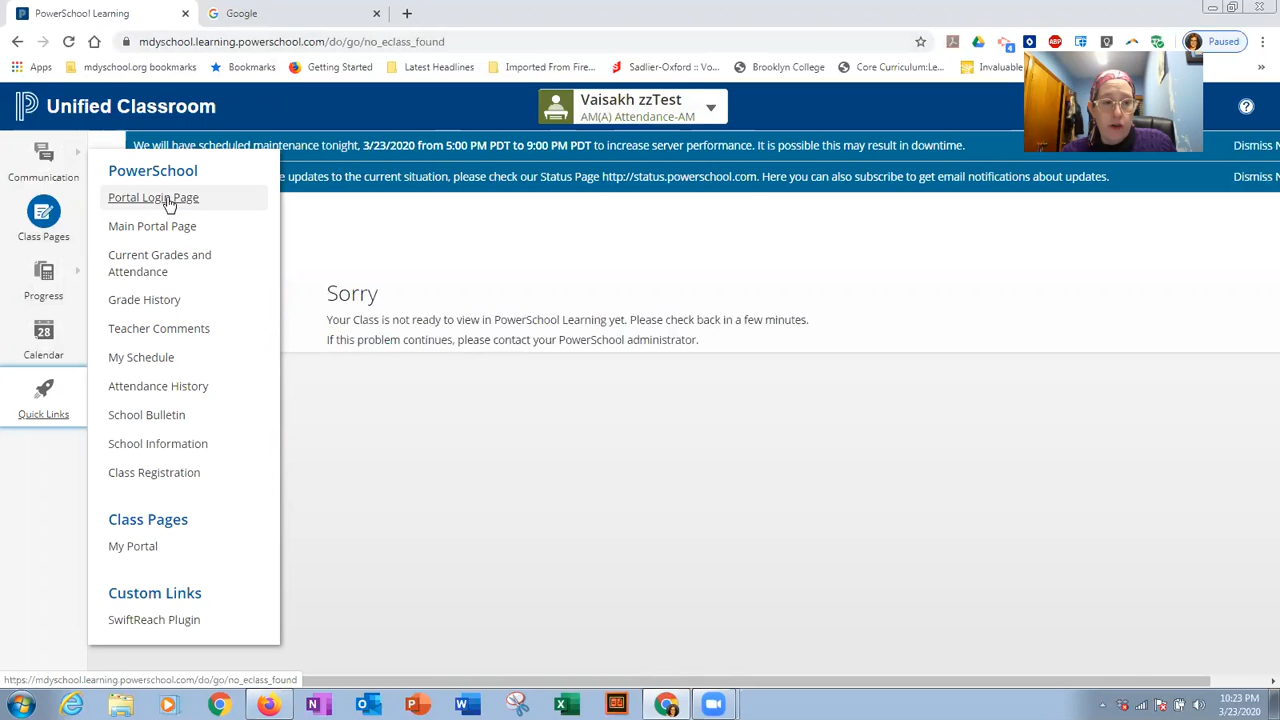 PowerSchool Learning
Google
mdyschool.learning.powerschool.com/do/go/no_eclass_found
4
ABP
Paused
Apps
mdyschool.org bookmarks
Bookmarks
Getting Started
Latest Headlines
Imported From Fire...
Sadlier-Oxford :: Vo...
Brooklyn College
Core Curriculum:Le...
Invaluable
»
Unified Classroom
Vaisakh zzTest
AM(A) Attendance-AM
We will have scheduled maintenance tonight, 3/23/2020 from 5:00 PM PDT to 9:00 PM PDT to increase server performance. It is possible this may result in downtime.
Dismiss N
e updates to the current situation, please check our Status Page http://status.powerschool.com. Here you can also subscribe to get email notifications about updates.
Dismiss N
Communication
Class Pages
Progress
28
Calendar
Quick Links
PowerSchool
Portal Login Page
Main Portal Page
Current Grades and
Attendance
Grade History
Teacher Comments
My Schedule
Attendance History
School Bulletin
School Information
Class Registration
Class Pages
My Portal
Custom Links
SwiftReach Plugin
Sorry
Your Class is not ready to view in PowerSchool Learning yet. Please check back in a few minutes.
If this problem continues, please contact your PowerSchool administrator.
https://mdyschool.learning.powerschool.com/do/go/no_eclass_found
10:23 PM
3/23/2020